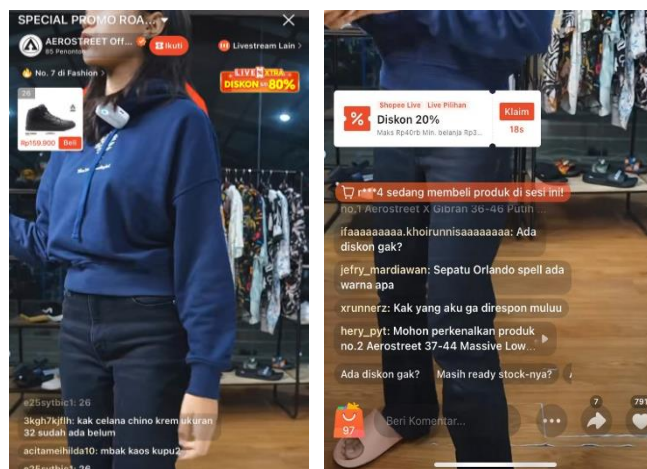 SPECIAL PROMO ROA...
AEROSTREET Off...
85 Penonton
Ikuti
Livestream Lain >
No. 7 di Fashion >
LIVE XTRA
DISKON s/d 80%
26
Rp159.900
Beli
e25sytbic1: 26
3kgh7kjflh: kak celana chino krem ukuran
32 sudah ada belum
acitameihilda10: mbak kaos kupu2
e25sytbic1: 26
Shopee Live
Live Pilihan
Diskon 20%
Maks Rp40rb Min. belanja Rp3...
Klaim
18s
r***4 sedang membeli produk di sesi ini!
no.1 Aerostreet X Gibran 36-46 Putih ...
ifaaaaaaaaa.khoirunnisaaaaaaaa: Ada
diskon gak?
jefry_mardiawan: Sepatu Orlando spell ada
warna apa
xrunnerz: Kak yang aku ga direspon muluu
hery_pyt: Mohon perkenalkan produk
no.2 Aerostreet 37-44 Massive Low...
Ada diskon gak?
Masih ready stock-nya?
97
Beri Komentar...
7
791